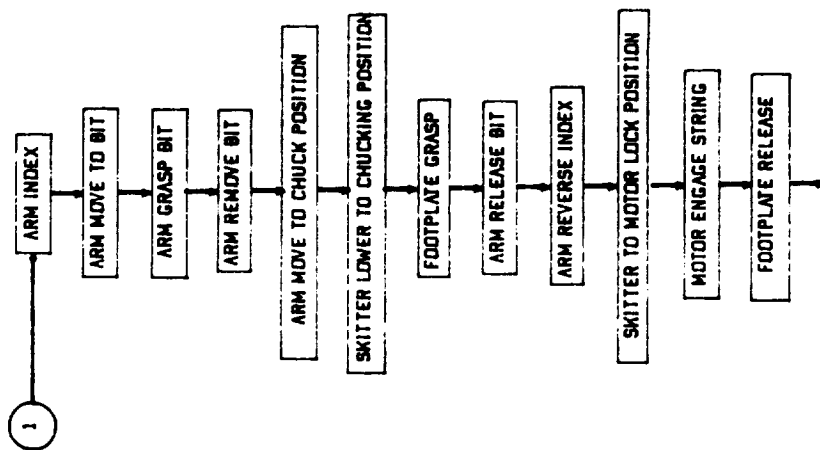 1
ARM INDEX
ARM MOVE TO BIT
ARM GRASP BIT
ARM REMOVE BIT
ARM MOVE TO CHUCK POSITION
SKITTER LOWER TO CHUCKING POSITION
FOOTPLATE GRASP
ARM RELEASE BIT
ARM REVERSE INDEX
SKITTER TO MOTOR LOCK POSITION
MOTOR ENGAGE STRING
FOOTPLATE RELEASE